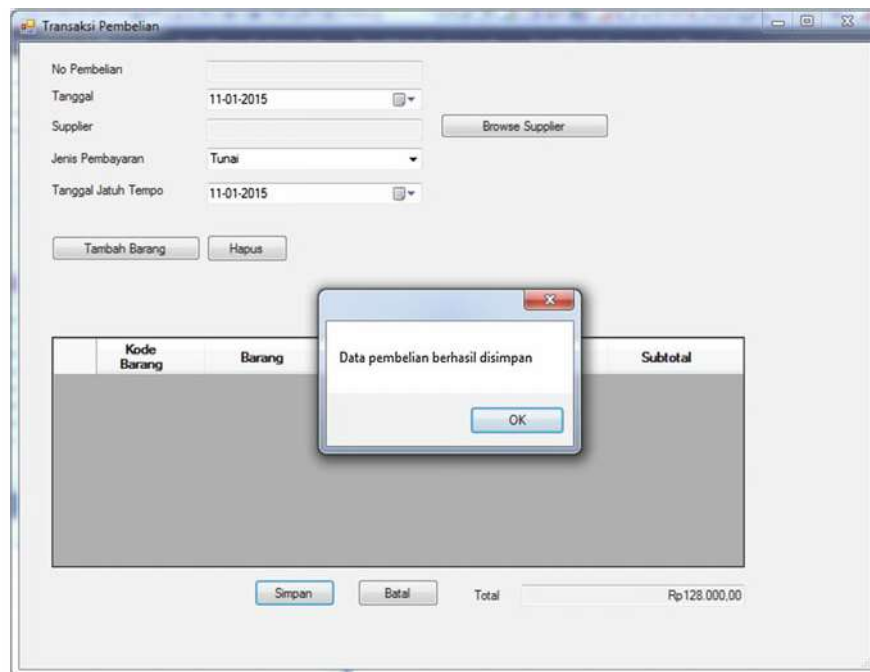 Transaksi Pembelian
No Pembelian
Tanggal 11-01-2015
Supplier Browse Supplier
Jenis Pembayaran Tunai
Tanggal Jatuh Tempo 11-01-2015
Tambah Barang Hapus
Kode Barang Barang Subtotal
Data pembelian berhasil disimpan
OK
Simpan Batal Total Rp128.000,00